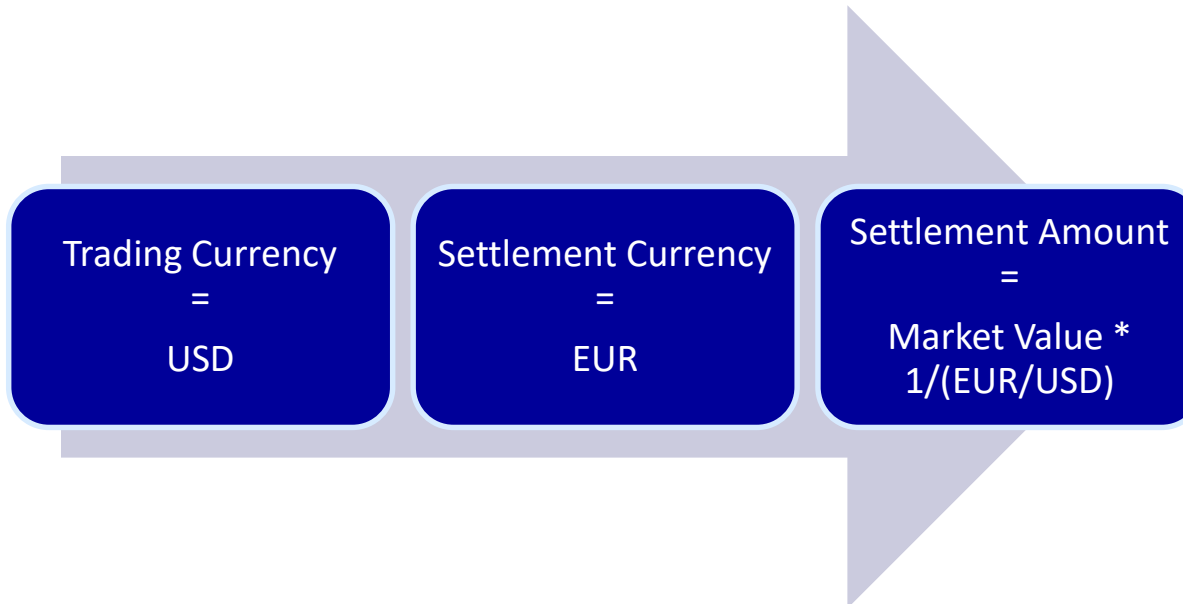 Trading Currency
=
USD
Settlement Currency
=
EUR
Settlement Amount
=
Market Value *
1/(EUR/USD)